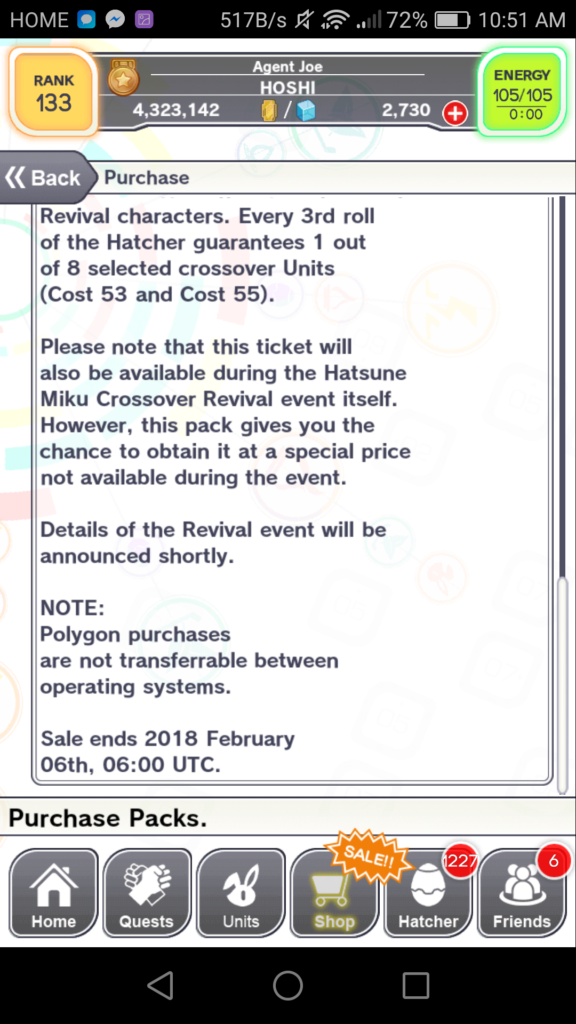 HOME 517B/s 72% 10:51 AM
RANK
133
Agent Joe
HOSHI
4,323,142 / 2,730
ENERGY
105/105
0:00
Back
Purchase
Revival characters. Every 3rd roll
of the Hatcher guarantees 1 out
of 8 selected crossover Units
(Cost 53 and Cost 55).
Please note that this ticket will
also be available during the Hatsune
Miku Crossover Revival event itself.
However, this pack gives you the
chance to obtain it at a special price
not available during the event.
Details of the Revival event will be
announced shortly.
NOTE:
Polygon purchases
are not transferrable between
operating systems.
Sale ends 2018 February
06th, 06:00 UTC.
Purchase Packs.
SALE!!
1227
6
Home
Quests
Units
Shop
Hatcher
Friends